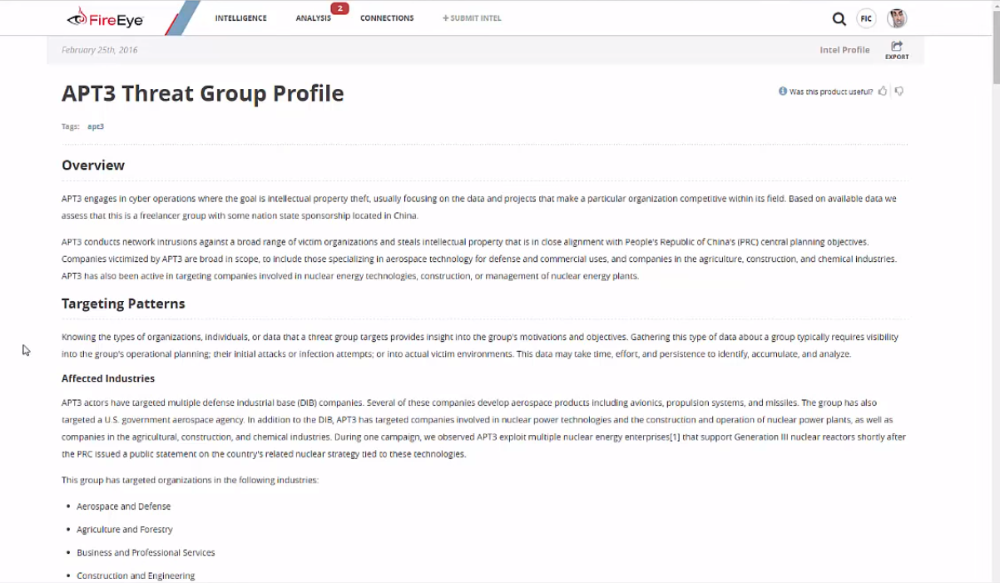 FireEye
INTELLIGENCE
ANALYSIS
2
CONNECTIONS
+ SUBMIT INTEL
FIC
February 25th, 2016
Intel Profile
EXPORT
APT3 Threat Group Profile
Was this product useful?
Tags: apt3
Overview
APT3 engages in cyber operations where the goal is intellectual property theft, usually focusing on the data and projects that make a particular organization competitive within its field. Based on available data we
assess that this is a freelancer group with some nation state sponsorship located in China.
APT3 conducts network intrusions against a broad range of victim organizations and steals intellectual property that is in close alignment with People's Republic of China's (PRC) central planning objectives.
Companies victimized by APT3 are broad in scope, to include those specializing in aerospace technology for defense and commercial uses, and companies in the agriculture, construction, and chemical industries.
APT3 has also been active in targeting companies involved in nuclear energy technologies, construction, or management of nuclear energy plants.
Targeting Patterns
Knowing the types of organizations, individuals, or data that a threat group targets provides insight into the group's motivations and objectives. Gathering this type of data about a group typically requires visibility
into the group's operational planning; their initial attacks or infection attempts; or into actual victim environments. This data may take time, effort, and persistence to identify, accumulate, and analyze.
Affected Industries
APT3 actors have targeted multiple defense industrial base (DIB) companies. Several of these companies develop aerospace products including avionics, propulsion systems, and missiles. The group has also
targeted a U.S. government aerospace agency. In addition to the DIB, APT3 has targeted companies involved in nuclear power technologies and the construction and operation of nuclear power plants, as well as
companies in the agricultural, construction, and chemical industries. During one campaign, we observed APT3 exploit multiple nuclear energy enterprises[1] that support Generation III nuclear reactors shortly after
the PRC issued a public statement on the country's related nuclear strategy tied to these technologies.
This group has targeted organizations in the following industries:
• Aerospace and Defense
• Agriculture and Forestry
• Business and Professional Services
• Construction and Engineering